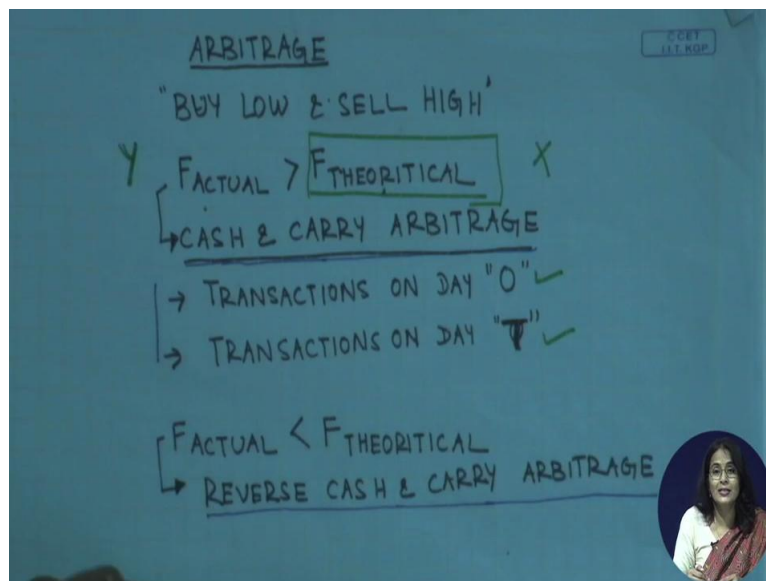 ARBITRAGE
CCET
I.I.T. KGP
"BUY LOW & SELL HIGH"
Y FACTUAL > FTHEORITICAL X
→ CASH & CARRY ARBITRAGE
→ TRANSACTIONS ON DAY "0" ✓
→ TRANSACTIONS ON DAY "T" ✓
FACTUAL < FTHEORITICAL
→ REVERSE CASH & CARRY ARBITRAGE